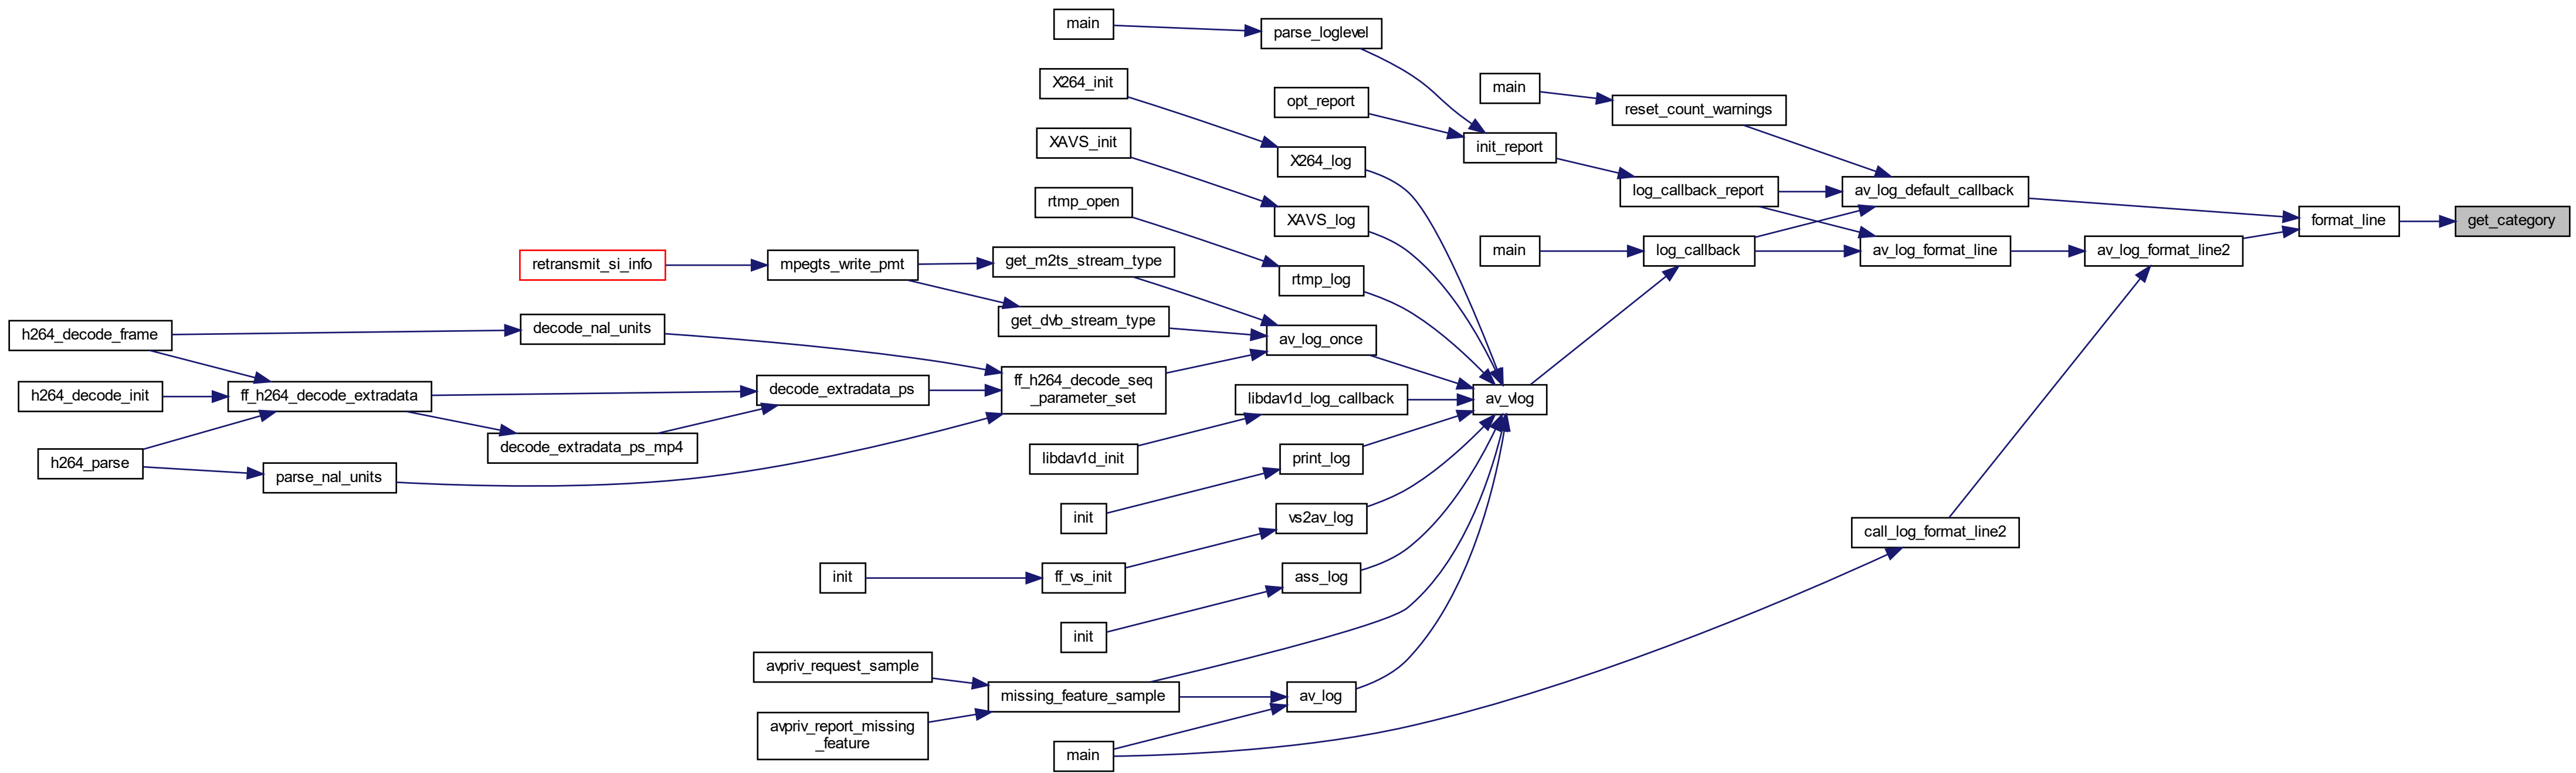 main
parse_loglevel
X264_init
main
opt_report
reset_count_warnings
XAVS_init
init_report
X264_log
log_callback_report
av_log_default_callback
rtmp_open
XAVS_log
format_line
get_category
main
log_callback
av_log_format_line
av_log_format_line2
retransmit_si_info
mpegts_write_pmt
get_m2ts_stream_type
rtmp_log
h264_decode_frame
decode_nal_units
get_dvb_stream_type
av_log_once
h264_decode_init
ff_h264_decode_extradata
decode_extradata_ps
ff_h264_decode_seq
_parameter_set
libdav1d_log_callback
av_vlog
h264_parse
decode_extradata_ps_mp4
libdav1d_init
print_log
parse_nal_units
init
vs2av_log
call_log_format_line2
init
ff_vs_init
ass_log
init
avpriv_request_sample
missing_feature_sample
av_log
avpriv_report_missing
_feature
main